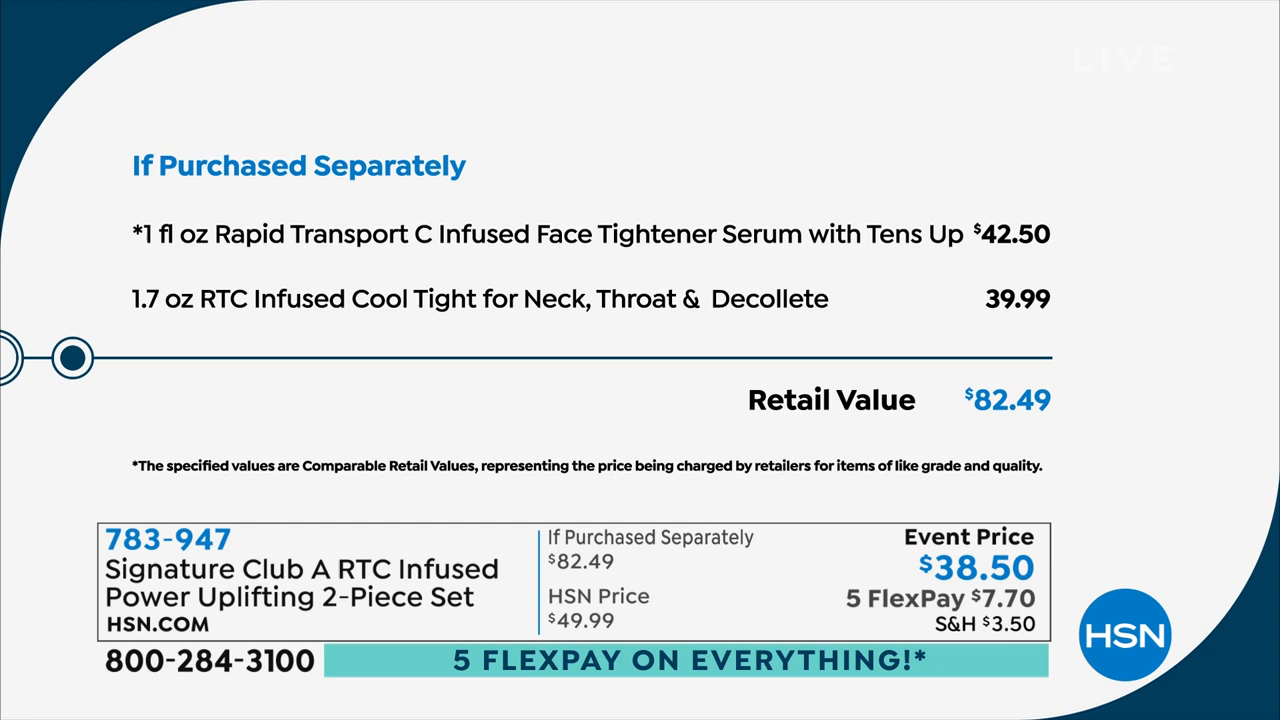 LIVE
If Purchased Separately
*1 fl oz Rapid Transport C Infused Face Tightener Serum with Tens Up $42.50
1.7 oz RTC Infused Cool Tight for Neck, Throat & Decollete 39.99
Retail Value $82.49
*The specified values are Comparable Retail Values, representing the price being charged by retailers for items of like grade and quality.
783-947
Signature Club A RTC Infused
Power Uplifting 2-Piece Set
HSN.COM
If Purchased Separately
$82.49
HSN Price
$49.99
Event Price
$38.50
5 FlexPay $7.70
S&H $3.50
HSN
800-284-3100 5 FLEXPAY ON EVERYTHING!*